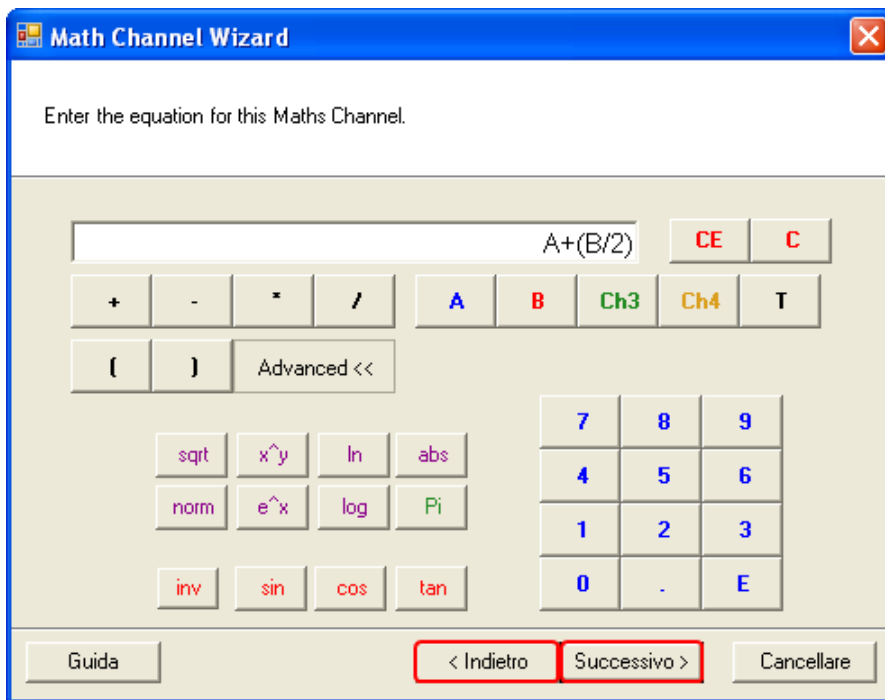 Math Channel Wizard
Enter the equation for this Maths Channel.
A+(B/2)
CE C
+ - * / A B Ch3 Ch4 T
( ) Advanced <<
7 8 9
sqrt x^y ln abs
4 5 6
norm e^x log Pi
1 2 3
inv sin cos tan
0 . E
Guida < Indietro Successivo > Cancellare